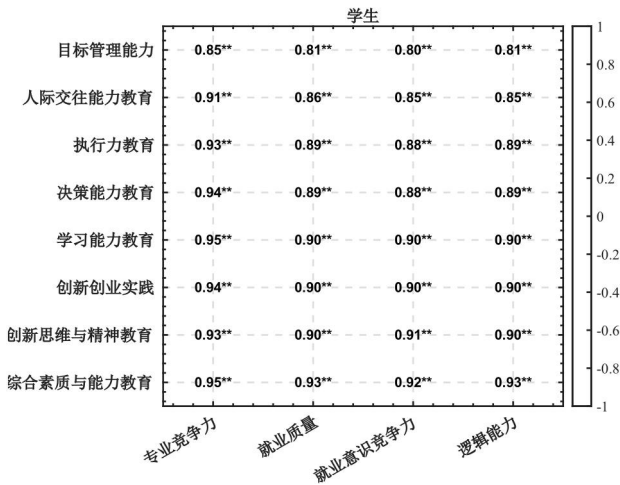 学生
目标管理能力 0.85** 0.81** 0.80** 0.81**
人际交往能力教育 0.91** 0.86** 0.85** 0.85**
执行力教育 0.93** 0.89** 0.88** 0.89**
决策能力教育 0.94** 0.89** 0.88** 0.89**
学习能力教育 0.95** 0.90** 0.90** 0.90**
创新创业实践 0.94** 0.90** 0.90** 0.90**
创新思维与精神教育 0.93** 0.90** 0.91** 0.90**
综合素质与能力教育 0.95** 0.93** 0.92** 0.93**
专业竞争力 就业质量 就业意识竞争力 逻辑能力
1
0.8
0.6
0.4
0.2
0
-0.2
-0.4
-0.6
-0.8
-1